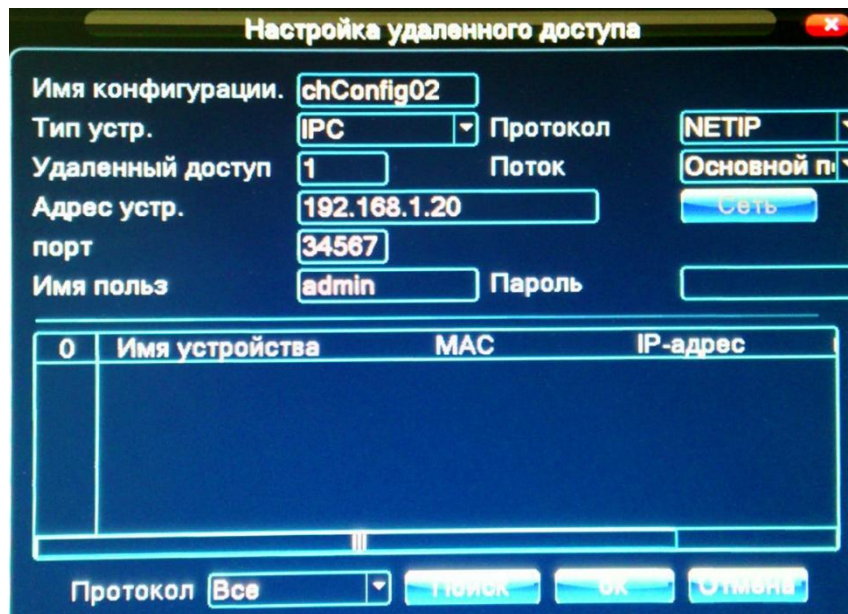 Настройка удаленного доступа
Имя конфигурации. chConfig02
Тип устр. IPC Протокол NETIP
Удаленный доступ 1 Поток Основной п
Адрес устр. 192.168.1.20 Сеть
порт 34567
Имя польз admin Пароль
0 Имя устройства MAC IP-адрес
Протокол Все Поиск ок Отмена